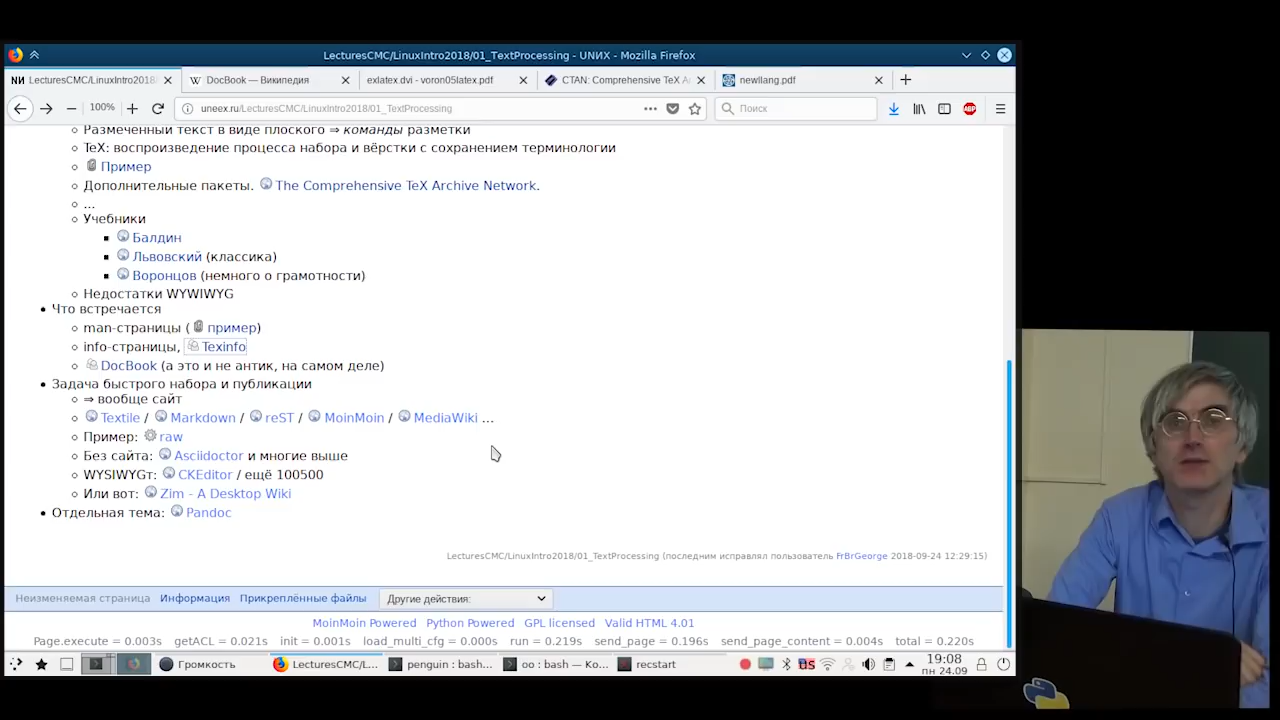 LecturesCMC/LinuxIntro2018/01_TextProcessing - UNИX - Mozilla Firefox
ИИ LecturesCMC/LinuxIntro2018/ W DocBook — Википедия exlatex.dvi - voron05latex.pdf CTAN: Comprehensive TeX A newllang.pdf
100% uneex.ru/LecturesCMC/LinuxIntro2018/01_TextProcessing Поиск ABP
Размеченный текст в виде плоского ⇒ команды разметки
TeX: воспроизведение процесса набора и вёрстки с сохранением терминологии
Пример
Дополнительные пакеты. The Comprehensive TeX Archive Network.
...
Учебники
Балдин
Львовский (классика)
Воронцов (немного о грамотности)
Недостатки WYWIWYG
Что встречается
man-страницы ( пример)
info-страницы, Texinfo
DocBook (а это и не антик, на самом деле)
Задача быстрого набора и публикации
⇒ вообще сайт
Textile / Markdown / reST / MoinMoin / MediaWiki ...
Пример: raw
Без сайта: Asciidoctor и многие выше
WYSIWYGт: CKEditor / ещё 100500
Или вот: Zim - A Desktop Wiki
Отдельная тема: Pandoc
LecturesCMC/LinuxIntro2018/01_TextProcessing (последним исправлял пользователь FrBrGeorge 2018-09-24 12:29:15)
Неизменяемая страница Информация Прикреплённые файлы Другие действия:
MoinMoin Powered Python Powered GPL licensed Valid HTML 4.01
Page.execute = 0.003s getACL = 0.021s init = 0.001s load_multi_cfg = 0.000s run = 0.219s send_page = 0.196s send_page_content = 0.004s total = 0.220s
Громкость LecturesCMC/L... penguin : bash... oo : bash — Ko... recstart US 19:08
пн 24.09